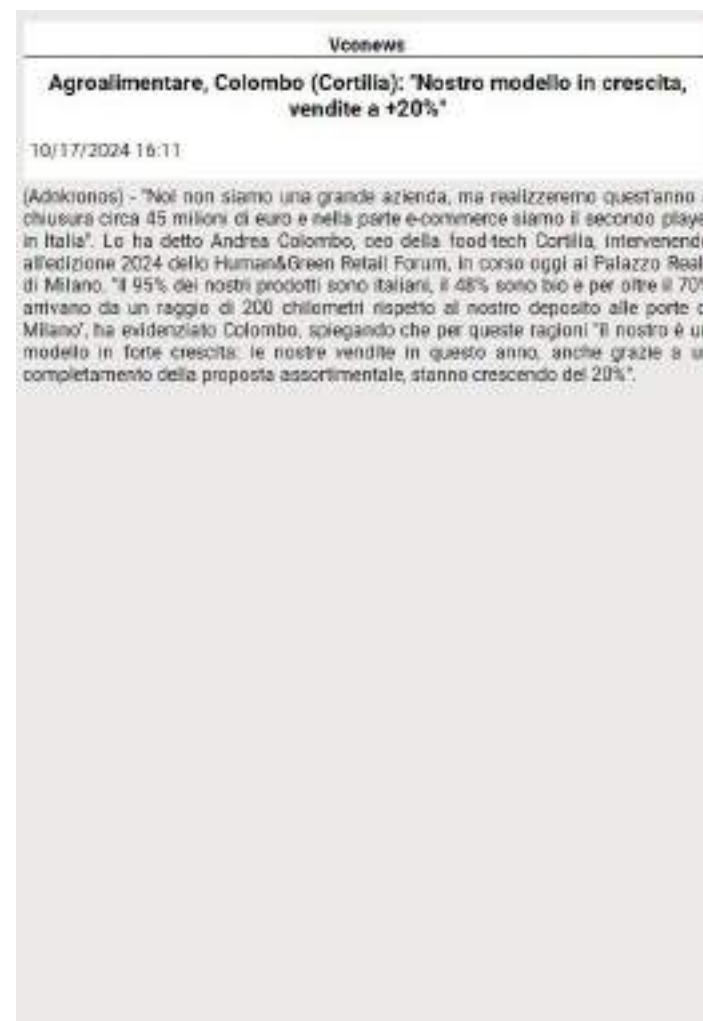 Vconews
Agroalimentare, Colombo (Cortilia): "Nostro modello in crescita,
vendite a +20%"
10/17/2024 16:11
(Adnkronos) - "Noi non siamo una grande azienda, ma realizzeremo quest'anno a
chiusura circa 45 milioni di euro e nella parte e-commerce siamo il secondo playe
in Italia". Lo ha detto Andrea Colombo, ceo della food-tech Cortilia, intervenendo
all'edizione 2024 dello Human&Green Retail Forum, in corso oggi al Palazzo Real
di Milano. "Il 95% dei nostri prodotti sono italiani, il 48% sono bio e per oltre il 70%
arrivano da un raggio di 200 chilometri rispetto al nostro deposito alle porte d
Milano", ha evidenziato Colombo, spiegando che per queste ragioni "il nostro è un
modello in forte crescita: le nostre vendite in questo anno, anche grazie a un
completamento della proposta assortimentale, stanno crescendo del 20%".